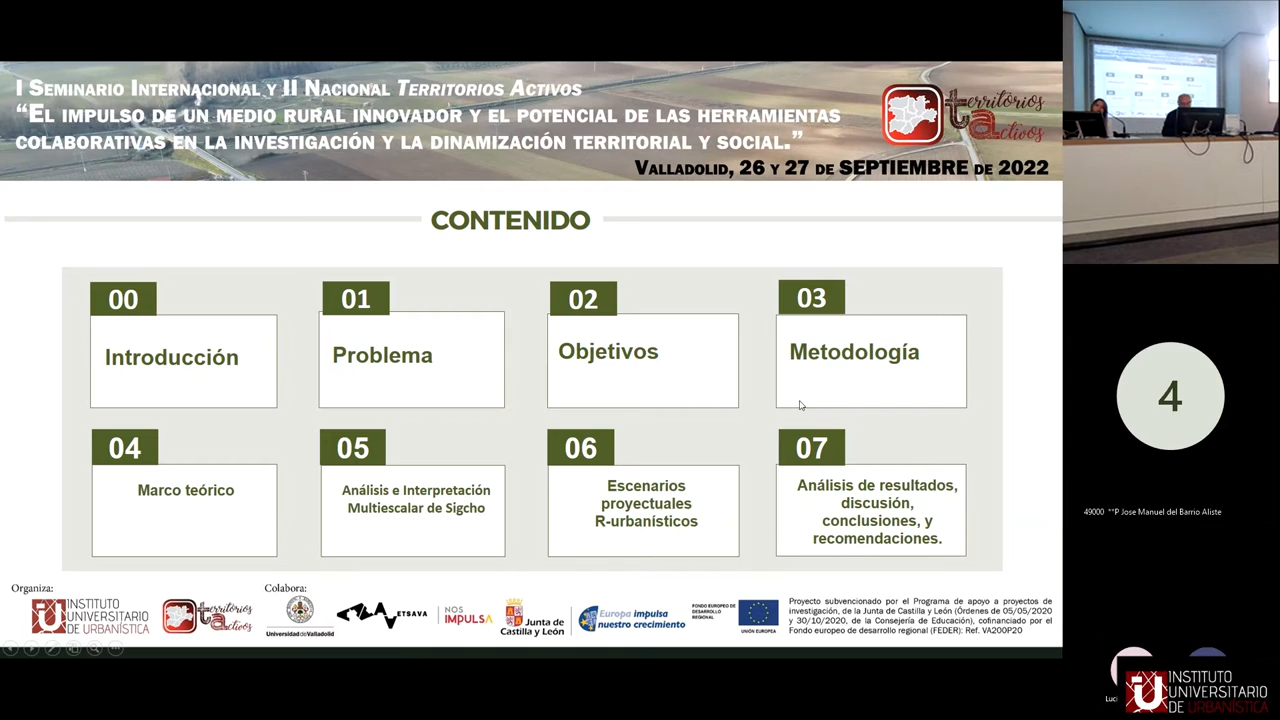 I Seminario Internacional y II Nacional Territorios Activos
“El impulso de un medio rural innovador y el potencial de las herramientas
colaborativas en la investigación y la dinamización territorial y social.”
Valladolid, 26 y 27 de SEPTIEMBRE de 2022
territorios
activos
CONTENIDO
00
Introducción
01
Problema
02
Objetivos
03
Metodología
04
Marco teórico
05
Análisis e Interpretación
Multiescalar de Sigcho
06
Escenarios
proyectuales
R-urbanísticos
07
Análisis de resultados,
discusión,
conclusiones, y
recomendaciones.
Organiza:
INSTITUTO
UNIVERSITARIO
DE URBANÍSTICA
territorios
activos
Colabora:
Universidad de Valladolid
ETSAVA
NOS
IMPULSA
Junta de
Castilla y León
Europa impulsa
nuestro crecimiento
FONDO EUROPEO DE
DESARROLLO
REGIONAL
UNIÓN EUROPEA
Proyecto subvencionado por el Programa de apoyo a proyectos de
investigación, de la Junta de Castilla y León (Órdenes de 05/05/2020
y 30/10/2020, de la Consejería de Educación), cofinanciado por el
Fondo europeo de desarrollo regional (FEDER): Ref. VA200P20
4
49000 **P Jose Manuel del Barrio Aliste
Luci
INSTITUTO
UNIVERSITARIO
DE URBANÍSTICA